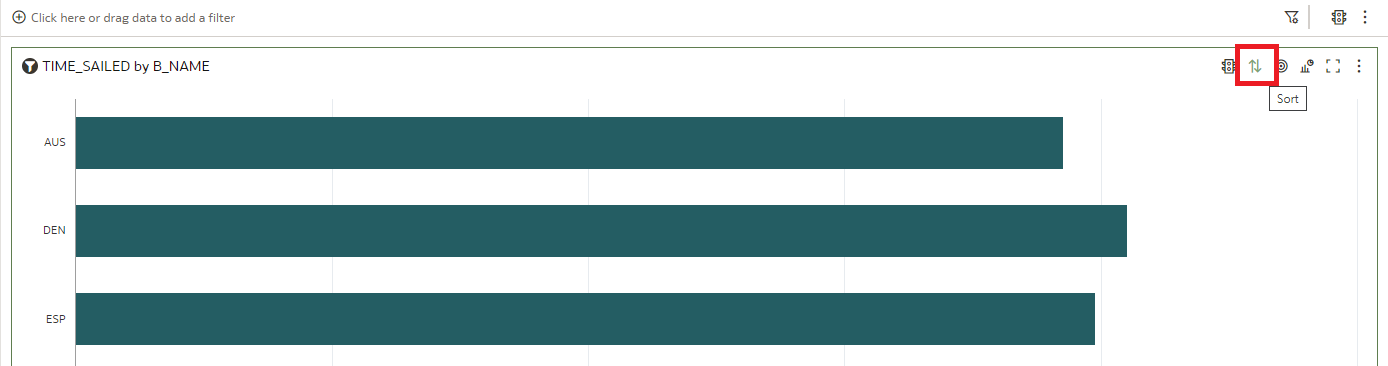 Click here or drag data to add a filter
TIME_SAILED by B_NAME
Sort
AUS
DEN
ESP